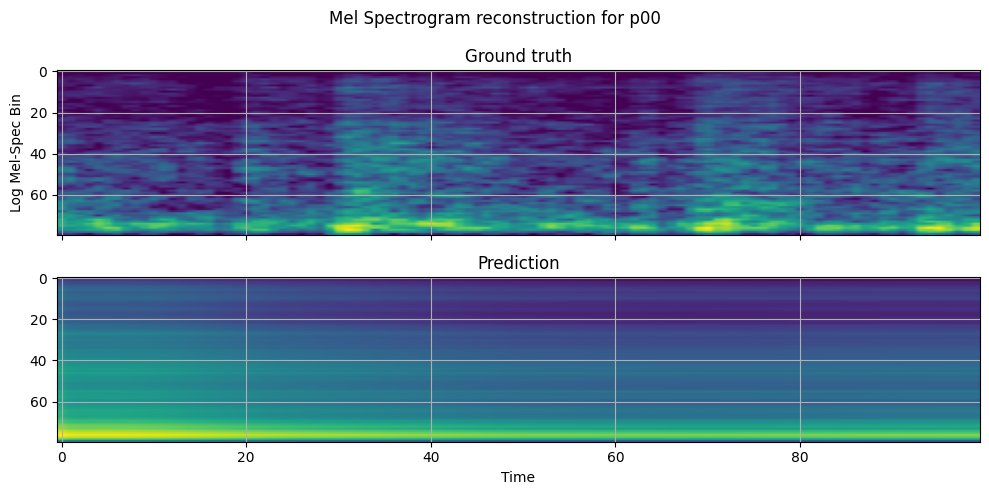 Mel Spectrogram reconstruction for p00
Ground truth
0
20
40
60
Log Mel-Spec Bin
Prediction
0
20
40
60
0 20 40 60 80
Time